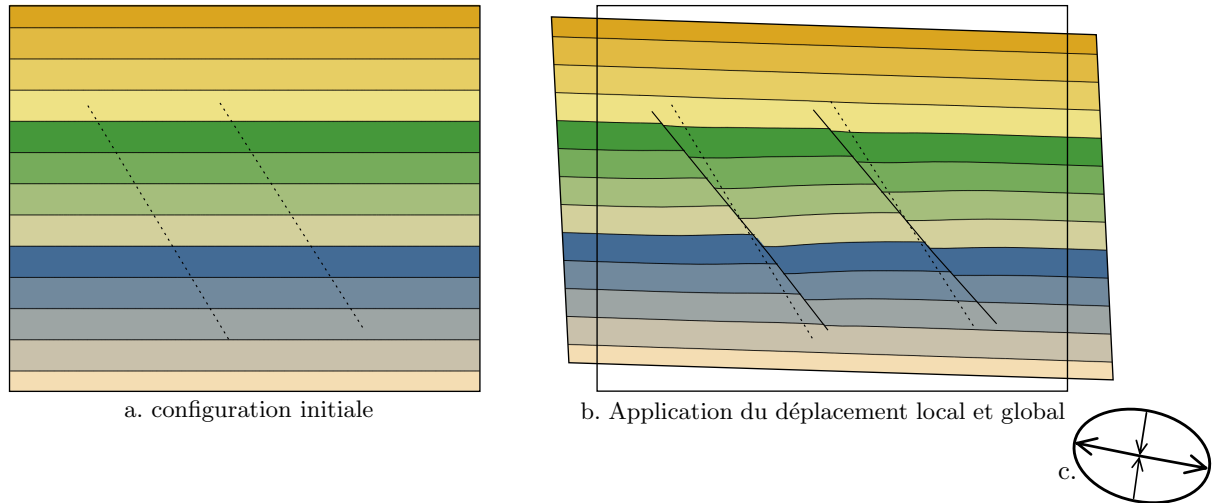 a. configuration initiale
b. Application du déplacement local et global
c.